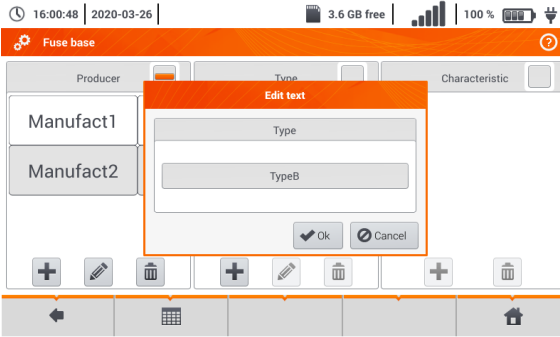 16:00:48 2020-03-26 3.6 GB free 100 %
Fuse base ?
Producer Type Characteristic
Edit text
Type
Manufact1
Manufact2
TypeB
Ok Cancel